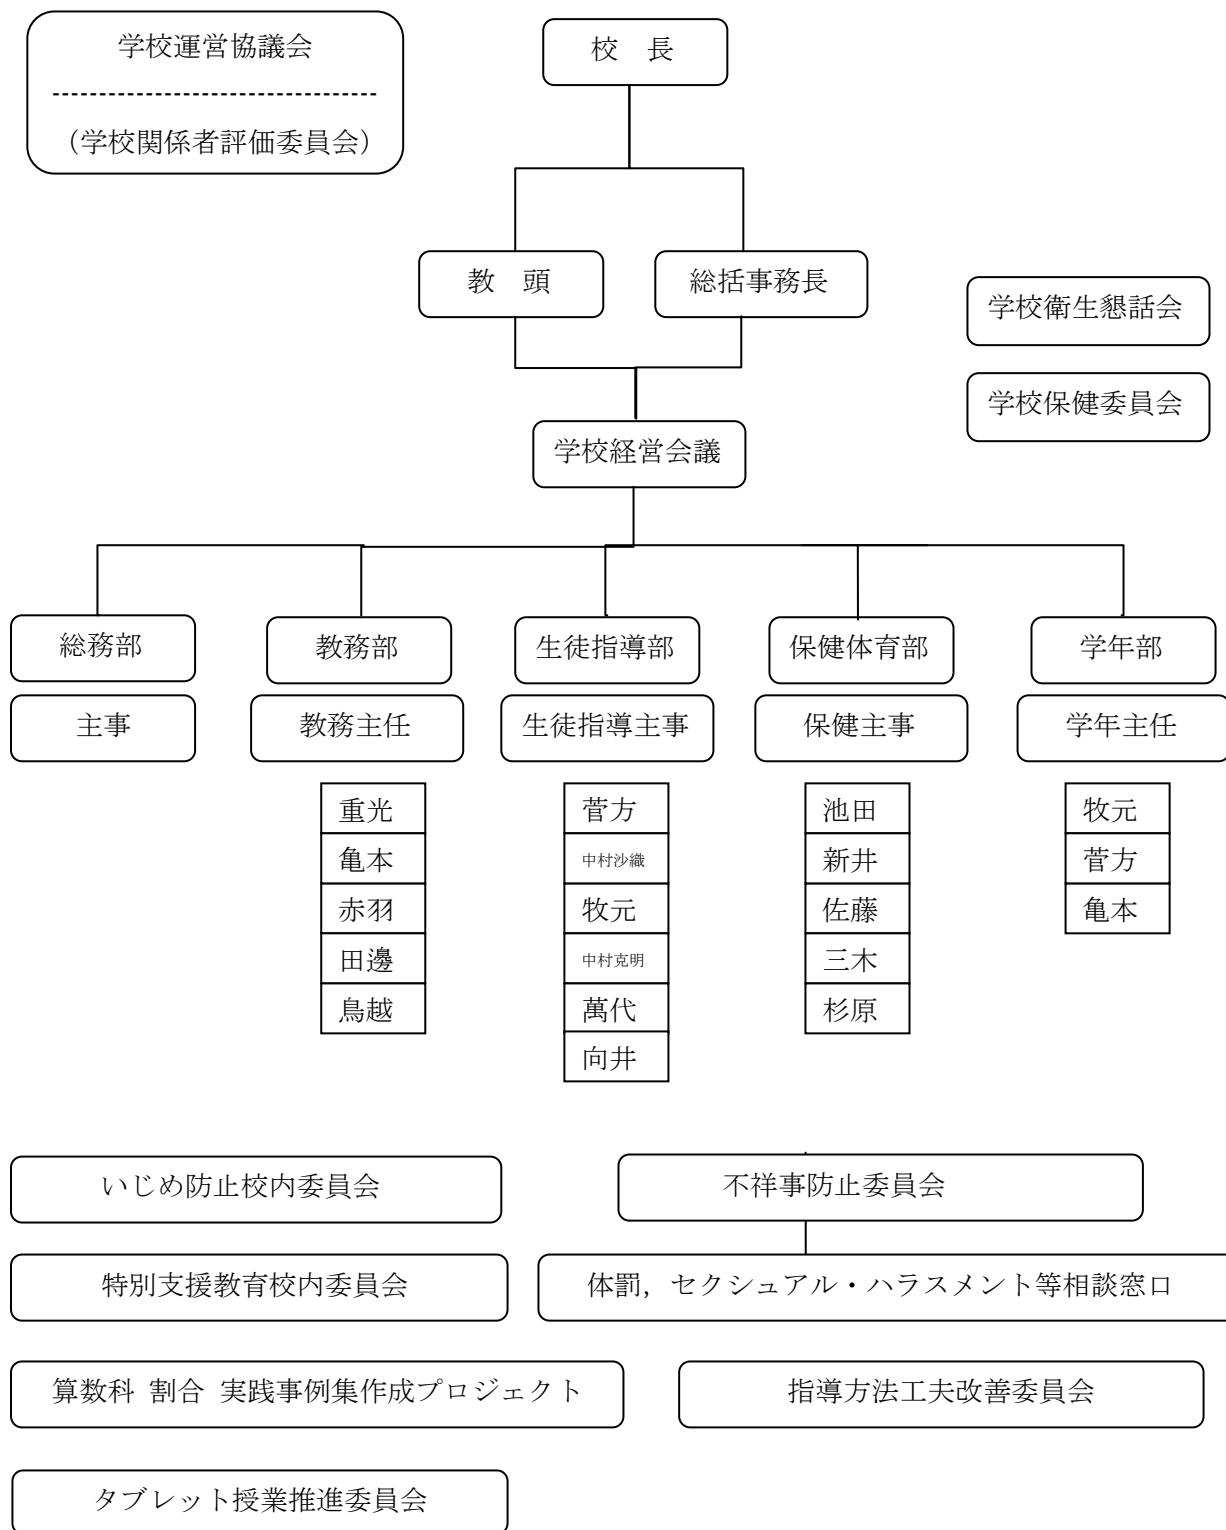 学校運営協議会
（学校関係者評価委員会）
校　長
教　頭
総括事務長
学校衛生懇話会
学校保健委員会
学校経営会議
総務部
教務部
生徒指導部
保健体育部
学年部
主事
教務主任
生徒指導主事
保健主事
学年主任
重光
亀本
赤羽
田邊
鳥越
菅方
中村沙織
牧元
中村克明
萬代
向井
池田
新井
佐藤
三木
杉原
牧元
菅方
亀本
いじめ防止校内委員会
不祥事防止委員会
特別支援教育校内委員会
体罰，セクシュアル・ハラスメント等相談窓口
算数科 割合 実践事例集作成プロジェクト
指導方法工夫改善委員会
タブレット授業推進委員会